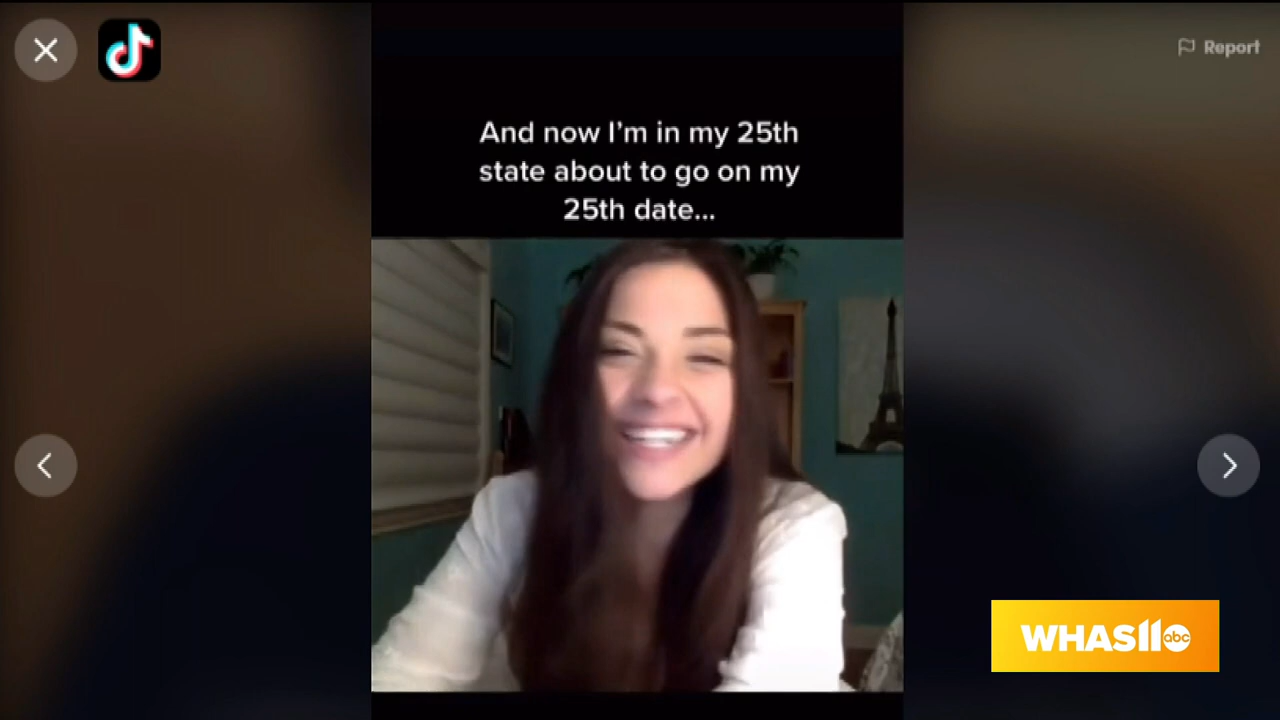 Report
And now I'm in my 25th
state about to go on my
25th date...
WHAS11 abc